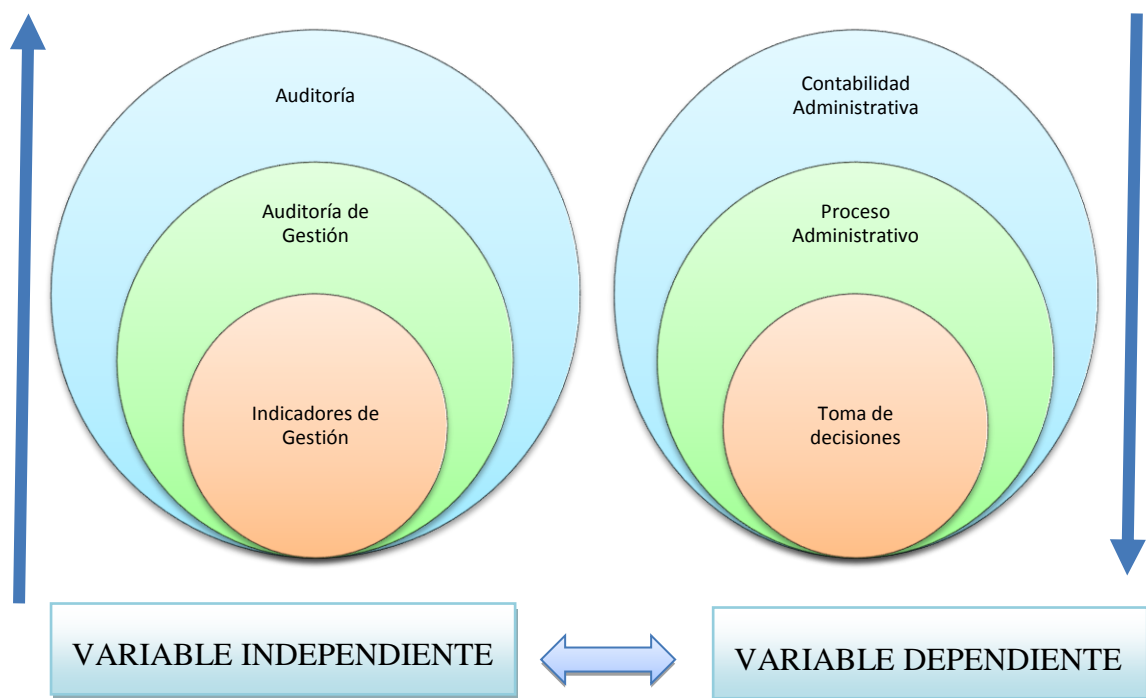 Auditoría
Auditoría de
Gestión
Indicadores de
Gestión
Contabilidad
Administrativa
Proceso
Administrativo
Toma de
decisiones
VARIABLE INDEPENDIENTE
VARIABLE DEPENDIENTE